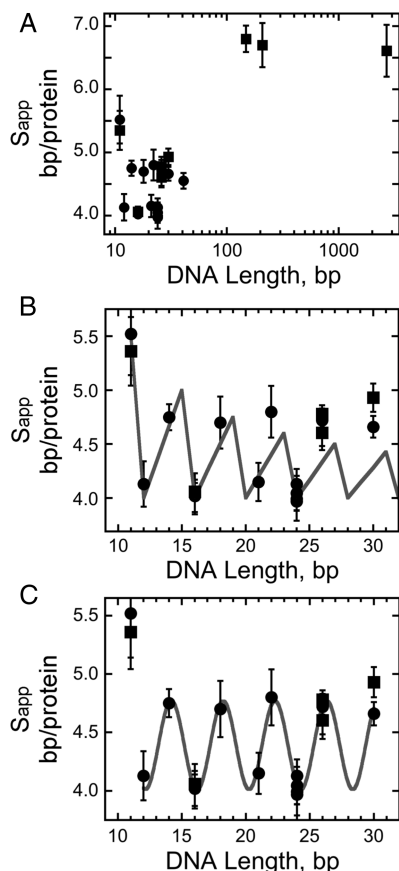 A
7.0
6.0
5.0
4.0
Sapp
bp/protein
10
100
1000
DNA Length, bp
B
5.5
5.0
4.5
4.0
Sapp
bp/protein
10
15
20
25
30
DNA Length, bp
C
5.5
5.0
4.5
4.0
Sapp
bp/protein
10
15
20
25
30
DNA Length, bp